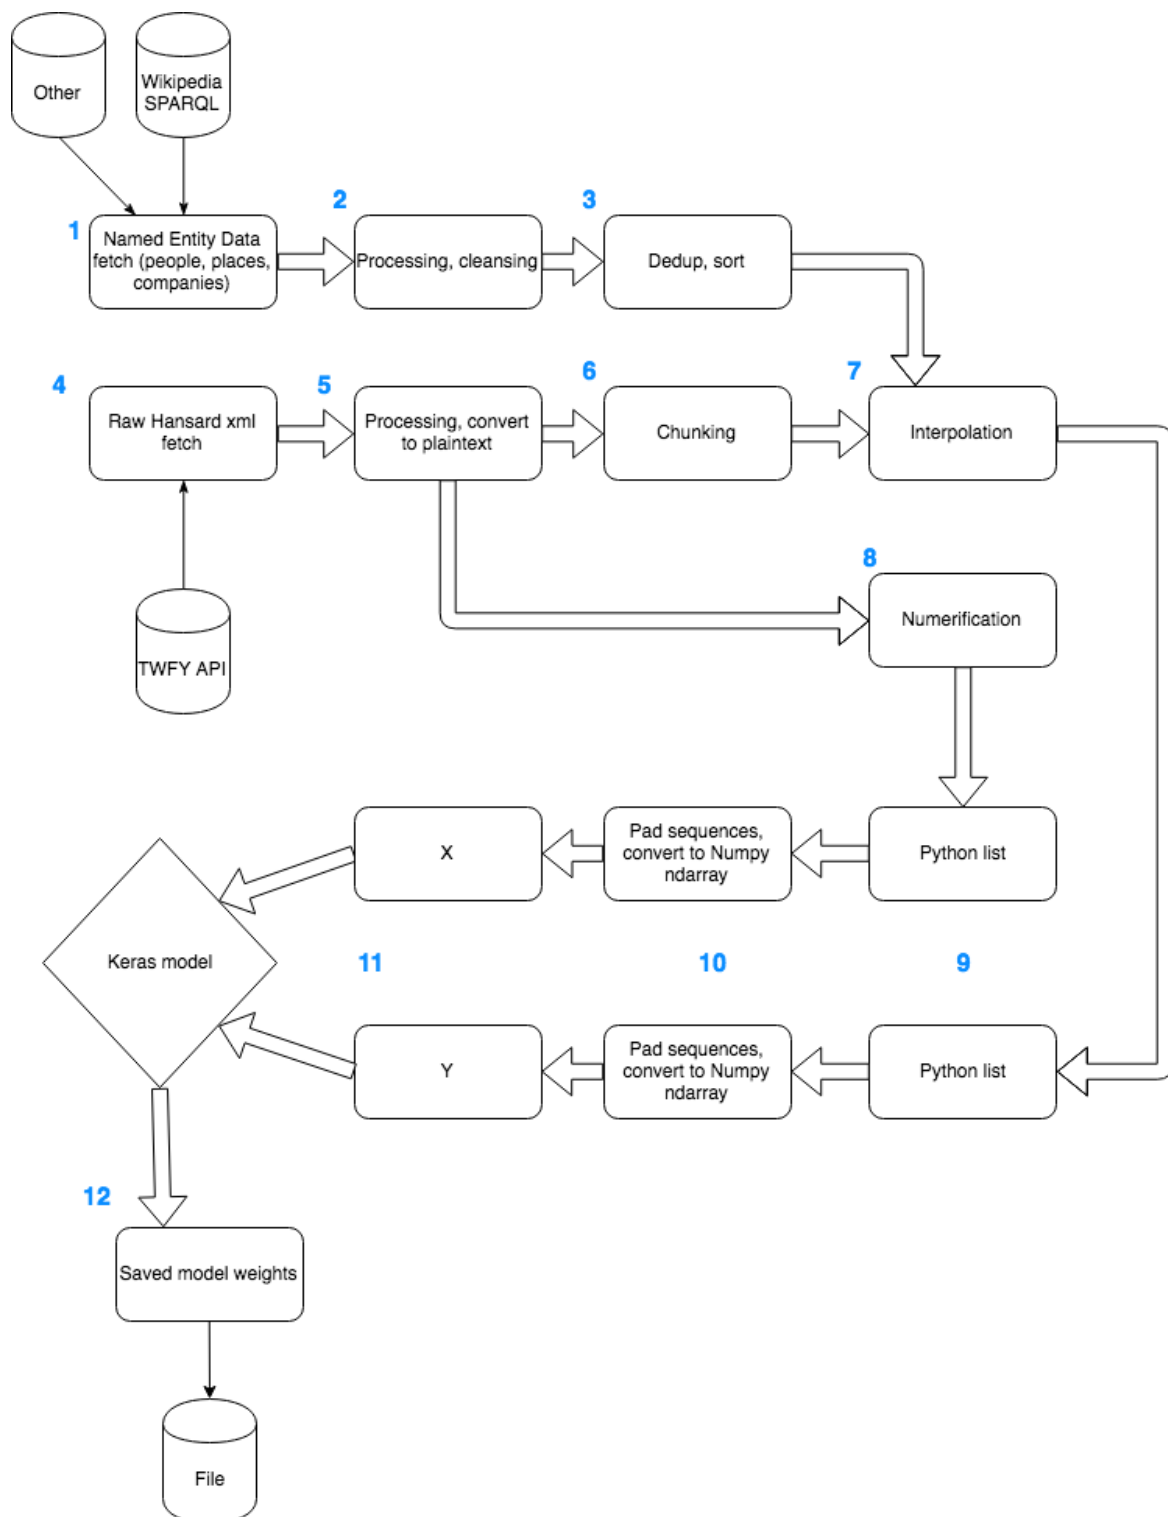 Other
Wikipedia
SPARQL
1
Named Entity Data
fetch (people, places,
companies)
2
Processing, cleansing
3
Dedup, sort
4
Raw Hansard xml
fetch
5
Processing, convert
to plaintext
6
Chunking
7
Interpolation
TWFY API
8
Numerification
X
Pad sequences,
convert to Numpy
ndarray
Python list
Keras model
11
10
9
Y
Pad sequences,
convert to Numpy
ndarray
Python list
12
Saved model weights
File